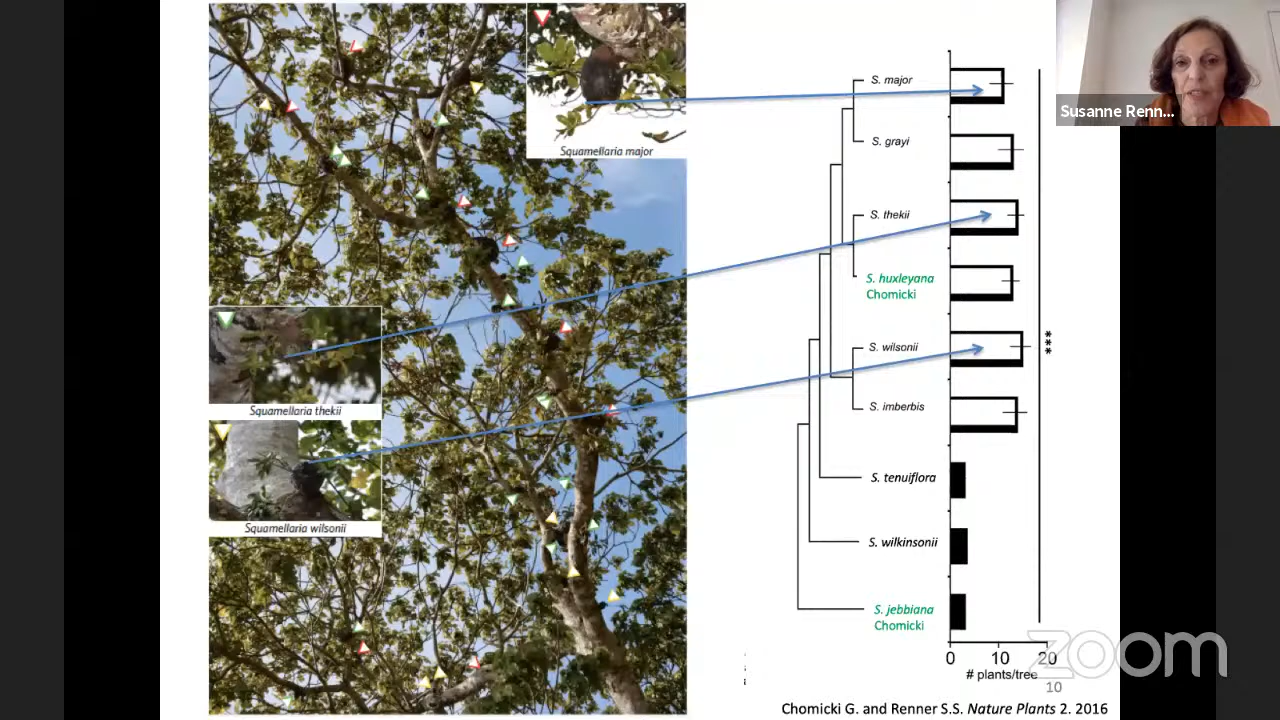 Squamellaria major
Squamellaria thekii
Squamellaria wilsonii
S. major
S. grayi
S. thekii
S. huxleyana
Chomicki
S. wilsonii
S. imberbis
S. tenuiflora
S. wilkinsonii
S. jebbiana
Chomicki
***
0 10 20
# plants/tree
10
Chomicki G. and Renner S.S. Nature Plants 2. 2016
Susanne Renn...
zoom